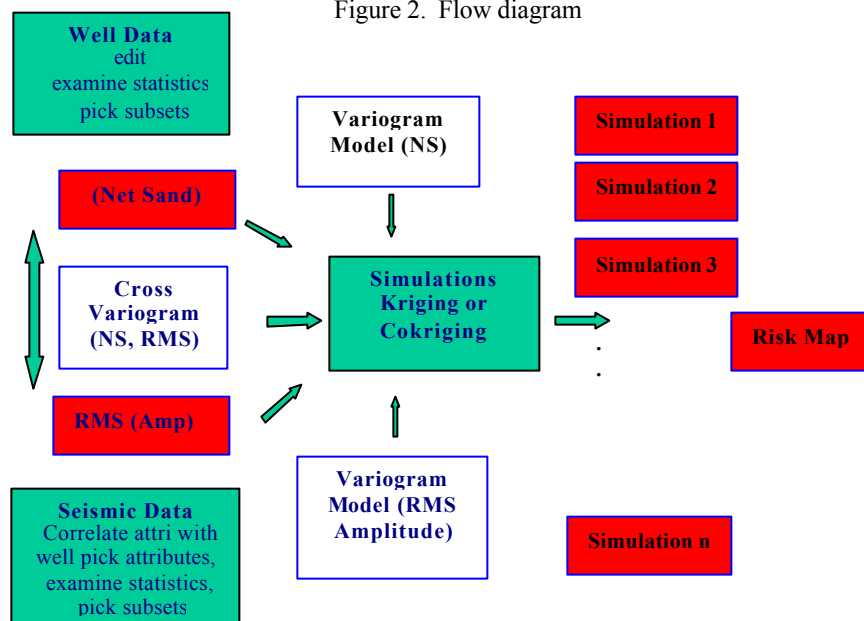 Figure 2. Flow diagram
Well Data
edit
examine statistics
pick subsets
Variogram
Model (NS)
Simulation 1
Simulation 2
(Net Sand)
Simulation 3
Cross
Variogram
(NS, RMS)
Simulations
Kriging or
Cokriging
.
.
Risk Map
RMS (Amp)
Variogram
Model (RMS
Amplitude)
Seismic Data
Correlate attri with
well pick attributes,
examine statistics,
pick subsets
Simulation n